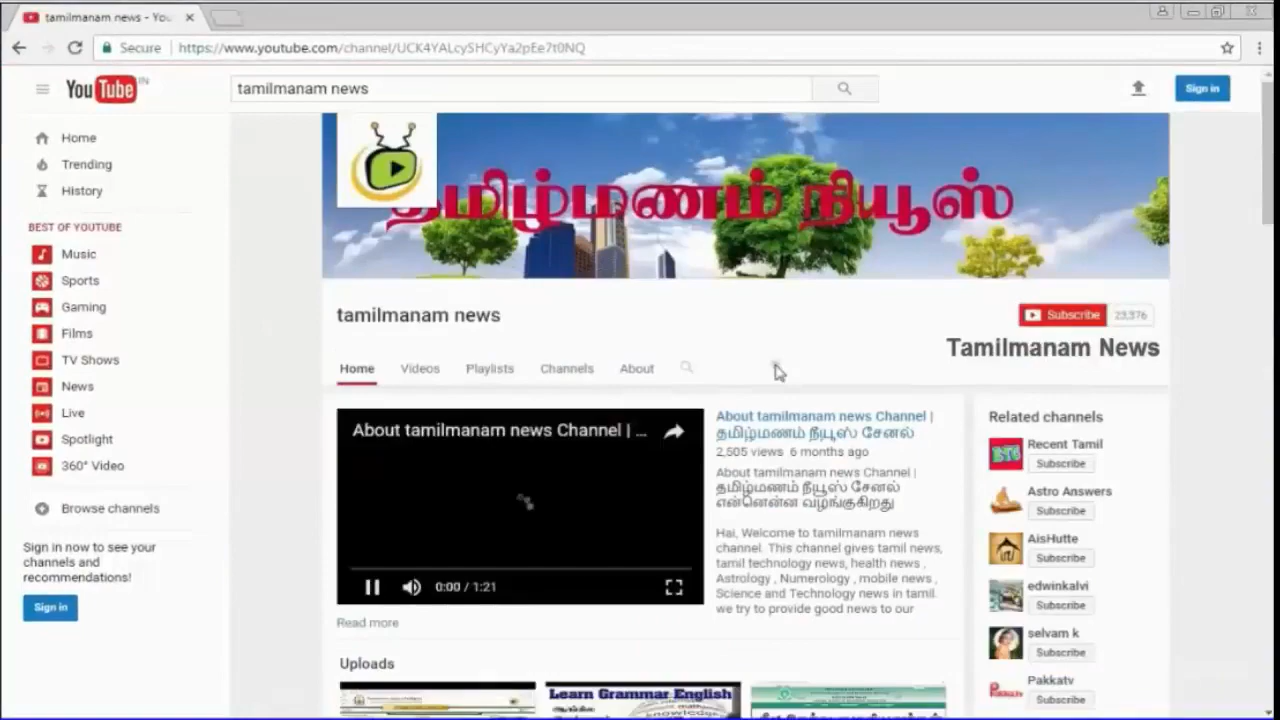 tamilmanam news - You
Secure
https://www.youtube.com/channel/UCK4YALcySHCyYa2pEe7t0NQ
YouTube IN
tamilmanam news
Sign in
Home
Trending
History
BEST OF YOUTUBE
Music
Sports
Gaming
Films
TV Shows
News
Live
Spotlight
360° Video
Browse channels
Sign in now to see your
channels and
recommendations!
Sign in
தமிழ்மணம் நியூஸ்
tamilmanam news
Subscribe 23,376
Tamilmanam News
Home Videos Playlists Channels About
About tamilmanam news Channel | ...
0:00 / 1:21
Read more
About tamilmanam news Channel |
தமிழ்மணம் நீயூஸ் சேனல்
2,505 views 6 months ago
About tamilmanam news Channel |
தமிழ்மணம் நீயூஸ் சேனல்
என்னென்ன வழங்குகிறது
Hai, Welcome to tamilmanam news
channel. This channel gives tamil news,
tamil technology news, health news ,
Astrology , Numerology , mobile news ,
Science and Technology news in tamil.
we try to provide good news to our
Related channels
Recent Tamil
Subscribe
Astro Answers
Subscribe
AisHutte
Subscribe
edwinkalvi
Subscribe
selvam k
Subscribe
Pakkatv
Subscribe
Uploads
Learn Grammar English